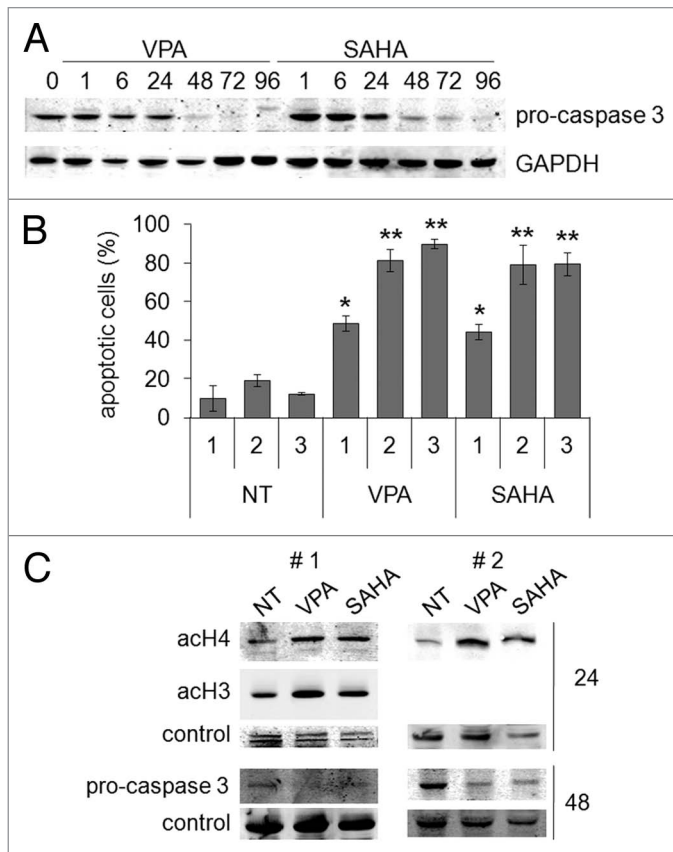 A
VPA SAHA
0 1 6 24 48 72 96 1 6 24 48 72 96
pro-caspase 3
GAPDH
B
apoptotic cells (%)
100
80
60
40
20
0
* ** ** * ** **
1 2 3 1 2 3 1 2 3
NT VPA SAHA
C
# 1 # 2
NT VPA SAHA NT VPA SAHA
acH4
acH3
24
control
pro-caspase 3
48
control